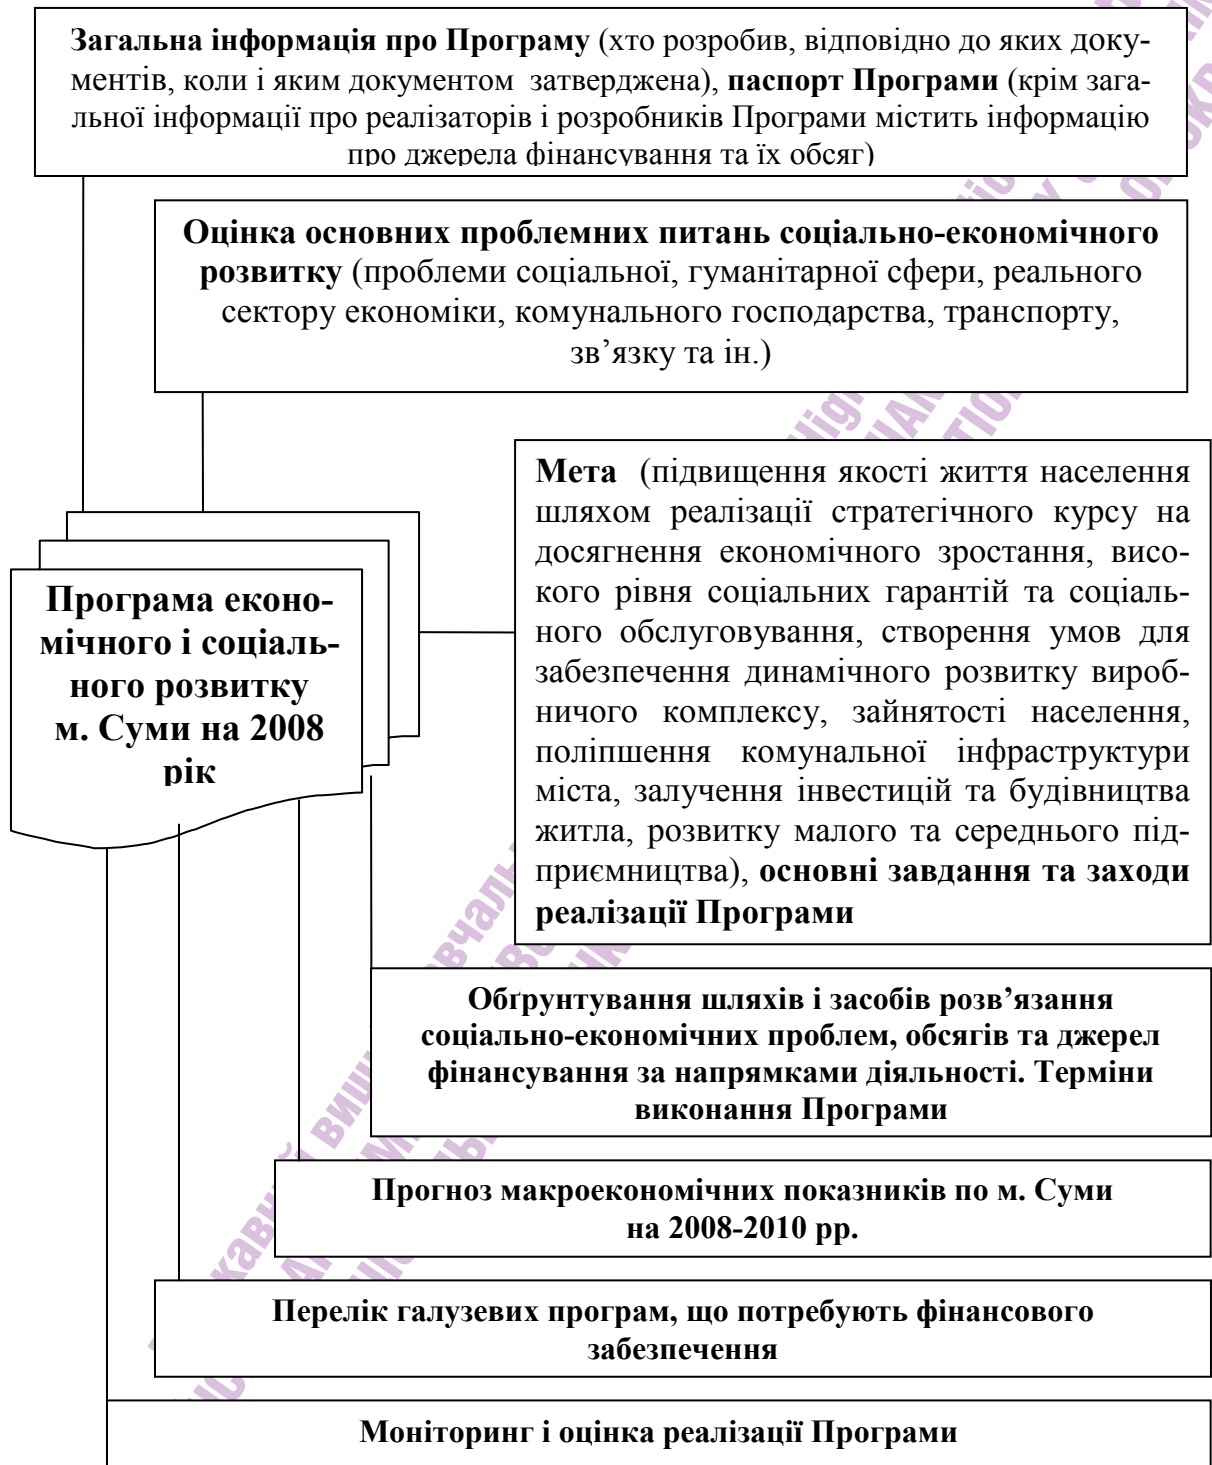 Загальна інформація про Програму (хто розробив, відповідно до яких доку-
ментів, коли і яким документом затверджена), паспорт Програми (крім зага-
льної інформації про реалізаторів і розробників Програми містить інформацію
про джерела фінансування та їх обсяг)
Оцінка основних проблемних питань соціально-економічного
розвитку (проблеми соціальної, гуманітарної сфери, реального
сектору економіки, комунального господарства, транспорту,
зв’язку та ін.)
Мета (підвищення якості життя населення
шляхом реалізації стратегічного курсу на
досягнення економічного зростання, висо-
кого рівня соціальних гарантій та соціаль-
ного обслуговування, створення умов для
забезпечення динамічного розвитку вироб-
ничого комплексу, зайнятості населення,
поліпшення комунальної інфраструктури
міста, залучення інвестицій та будівництва
житла, розвитку малого та середнього під-
приємництва), основні завдання та заходи
реалізації Програми
Програма еконо-
мічного і соціаль-
ного розвитку
м. Суми на 2008
рік
Обґрунтування шляхів і засобів розв’язання
соціально-економічних проблем, обсягів та джерел
фінансування за напрямками діяльності. Терміни
виконання Програми
Прогноз макроекономічних показників по м. Суми
на 2008-2010 рр.
Перелік галузевих програм, що потребують фінансового
забезпечення
Моніторинг і оцінка реалізації Програми